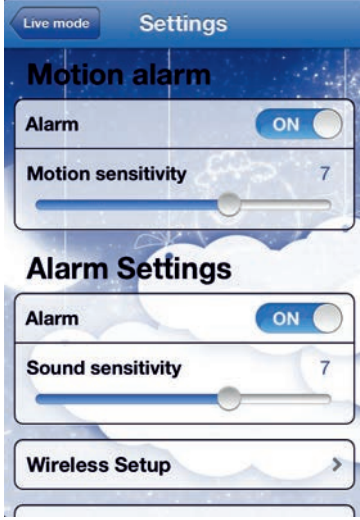 Live mode Settings
Motion alarm
Alarm ON
Motion sensitivity 7
Alarm Settings
Alarm ON
Sound sensitivity 7
Wireless Setup